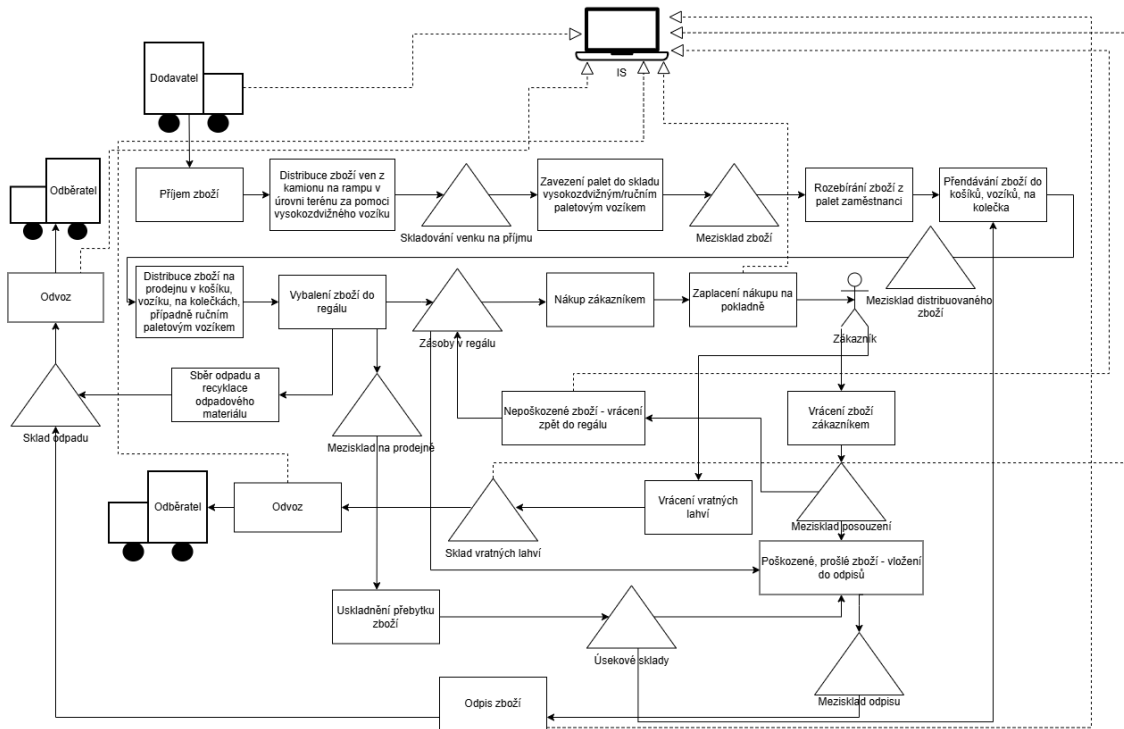 IS
Dodavatel
Odběratel
Příjem zboží
Distribuce zboží ven z
kamionu na rampu v
úrovni terénu za pomoci
vysokozdvižného vozíku
Skladování venku na příjmu
Zavezení palet do skladu
vysokozdvižným/ručním
paletovým vozíkem
Mezisklad zboží
Rozebírání zboží z
palet zaměstnanci
Přendávání zboží do
košíků, vozíků, na
kolečka
Mezisklad distribuovaného
zboží
Odvoz
Distribuce zboží na
prodejnu v košíku,
vozíku, na kolečkách,
případně ručním
paletovým vozíkem
Vybalení zboží do
regálu
Zásoby v regálu
Nákup zákazníkem
Zaplacení nákupu na
pokladně
Zákazník
Sklad odpadu
Sběr odpadu a
recyklace
odpadového
materiálu
Mezisklad na prodejně
Nepoškozené zboží - vrácení
zpět do regálu
Vrácení zboží
zákazníkem
Odběratel
Odvoz
Sklad vratných lahví
Vrácení vratných
lahví
Mezisklad posouzení
Poškozené, prošlé zboží - vložení
do odpisů
Uskladnění přebytku
zboží
Úsekové sklady
Mezisklad odpisu
Odpis zboží